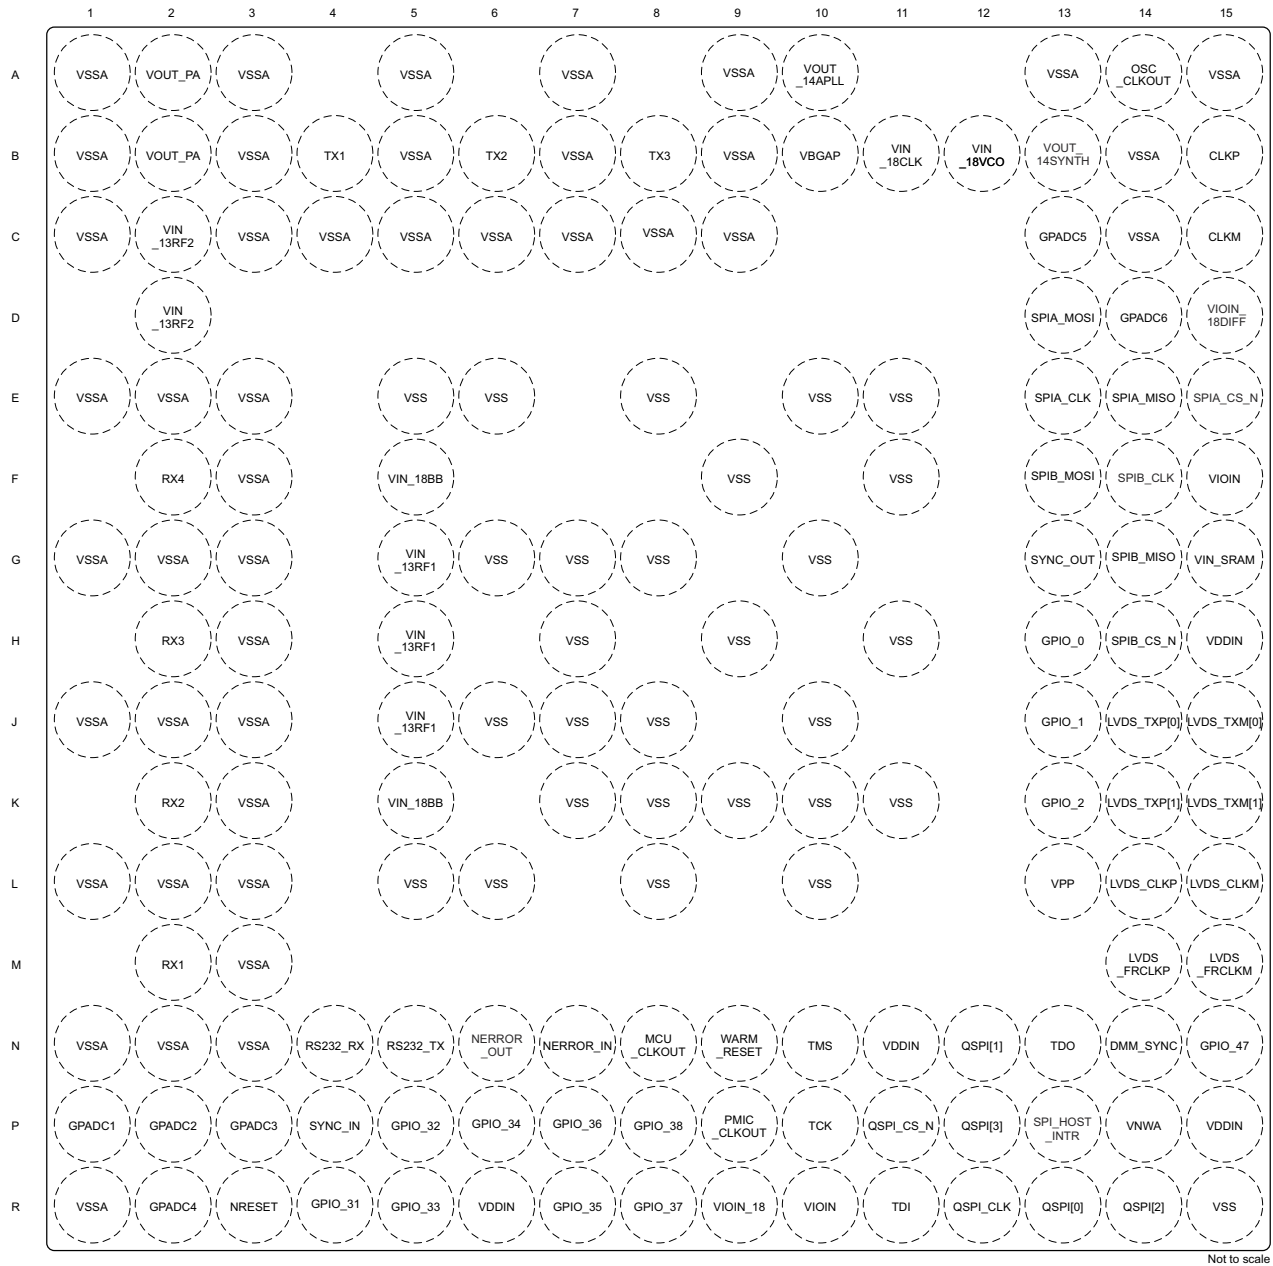 1 2 3 4 5 6 7 8 9 10 11 12 13 14 15
A VSSA VOUT_PA VSSA VSSA VSSA VSSA VOUT VSSA OSC VSSA
_14APLL _CLKOUT
B VSSA VOUT_PA VSSA TX1 VSSA TX2 VSSA TX3 VSSA VBGAP VIN VIN VOUT_ VSSA CLKP
_18CLK _18VCO 14SYNTH
C VSSA VIN VSSA VSSA VSSA VSSA VSSA VSSA VSSA GPADC5 VSSA CLKM
_13RF2
D VIN SPIA_MOSI GPADC6 VIOIN_
_13RF2 18DIFF
E VSSA VSSA VSSA VSS VSS VSS VSS VSS SPIA_CLK SPIA_MISO SPIA_CS_N
F RX4 VSSA VIN_18BB VSS VSS SPIB_MOSI SPIB_CLK VIOIN
G VSSA VSSA VSSA VIN VSS VSS VSS VSS SYNC_OUT SPIB_MISO VIN_SRAM
_13RF1
H RX3 VSSA VIN VSS VSS VSS GPIO_0 SPIB_CS_N VDDIN
_13RF1
J VSSA VSSA VSSA VIN VSS VSS VSS VSS GPIO_1 LVDS_TXP[0] LVDS_TXM[0]
_13RF1
K RX2 VSSA VIN_18BB VSS VSS VSS VSS VSS GPIO_2 LVDS_TXP[1] LVDS_TXM[1]
L VSSA VSSA VSSA VSS VSS VSS VSS VPP LVDS_CLKP LVDS_CLKM
M RX1 VSSA LVDS LVDS
_FRCLKP _FRCLKM
N VSSA VSSA VSSA RS232_RX RS232_TX NERROR NERROR_IN MCU WARM TMS VDDIN QSPI[1] TDO DMM_SYNC GPIO_47
_OUT _CLKOUT _RESET
P GPADC1 GPADC2 GPADC3 SYNC_IN GPIO_32 GPIO_34 GPIO_36 GPIO_38 PMIC TCK QSPI_CS_N QSPI[3] SPI_HOST VNWA VDDIN
_CLKOUT _INTR
R VSSA GPADC4 NRESET GPIO_31 GPIO_33 VDDIN GPIO_35 GPIO_37 VIOIN_18 VIOIN TDI QSPI_CLK QSPI[0] QSPI[2] VSS
Not to scale